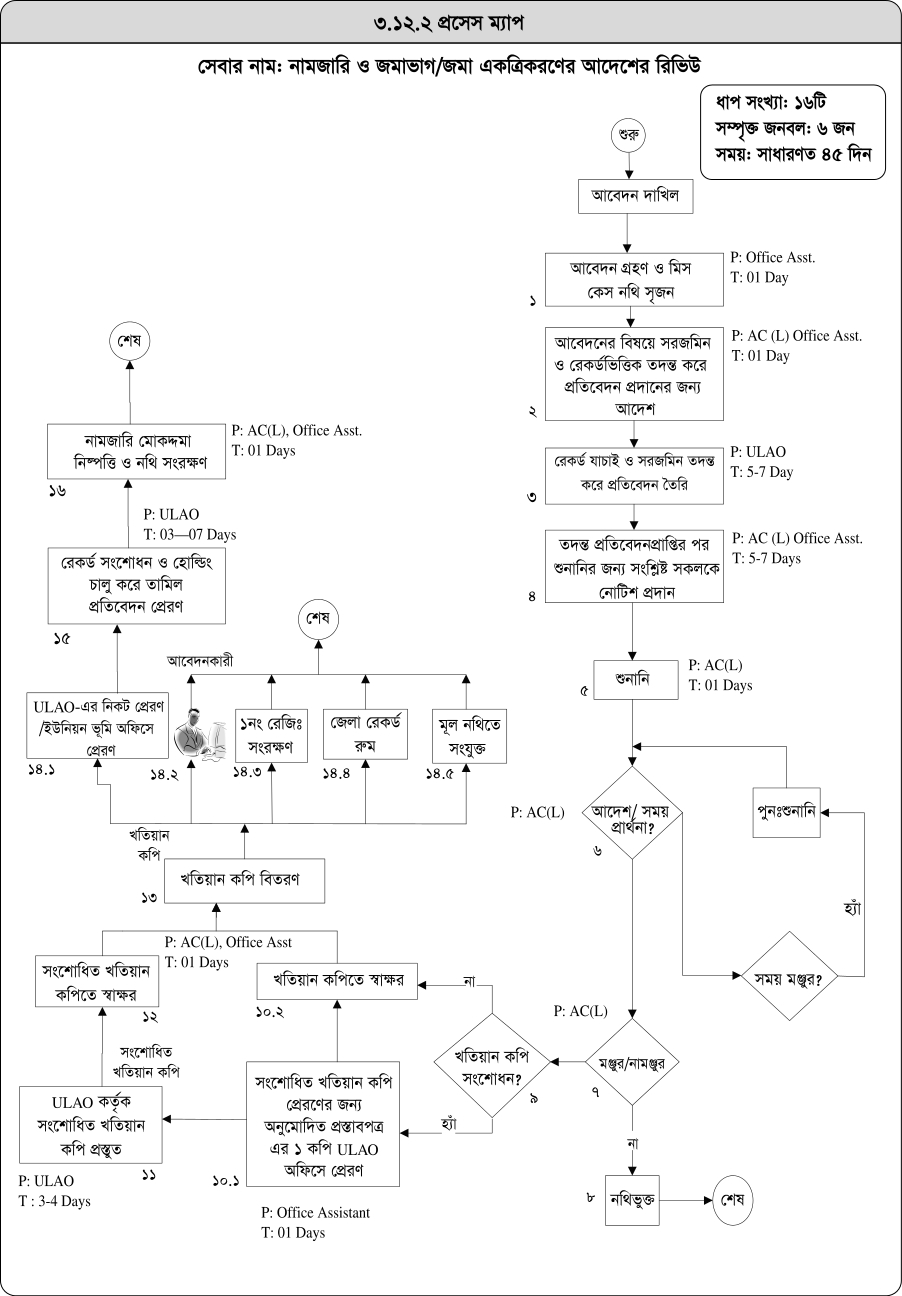 ৩.১২.২ প্রসেস ম্যাপ
সেবার নাম: নামজারি ও জমাভাগ/জমা একত্রিকরণের আদেশের রিভিউ
ধাপ সংখ্যা: ১৬টি
সম্পৃক্ত জনবল: ৬ জন
সময়: সাধারণত ৪৫ দিন
শুরু
আবেদন দাখিল
আবেদন গ্রহণ ও মিস
কেস নথি সৃজন
১
P: Office Asst.
T: 01 Day
আবেদনের বিষয়ে সরজমিন
ও রেকর্ডভিত্তিক তদন্ত করে
প্রতিবেদন প্রদানের জন্য
আদেশ
২
P: AC (L) Office Asst.
T: 01 Day
রেকর্ড যাচাই ও সরজমিন তদন্ত
করে প্রতিবেদন তৈরি
৩
P: ULAO
T: 5-7 Day
তদন্ত প্রতিবেদনপ্রাপ্তির পর
শুনানির জন্য সংশ্লিষ্ট সকলকে
নোটিশ প্রদান
৪
P: AC (L) Office Asst.
T: 5-7 Days
শুনানি
৫
P: AC(L)
T: 01 Days
আদেশ/ সময়
প্রার্থনা?
৬
P: AC(L)
পুনঃশুনানি
হ্যাঁ
সময় মঞ্জুর?
P: AC(L)
মঞ্জুর/নামঞ্জুর
৭
না
৮
নথিভুক্ত
শেষ
খতিয়ান কপি
সংশোধন?
৯
না
হ্যাঁ
খতিয়ান কপিতে স্বাক্ষর
১০.২
সংশোধিত খতিয়ান কপি
প্রেরণের জন্য
অনুমোদিত প্রস্তাবপত্র
এর ১ কপি ULAO
অফিসে প্রেরণ
১০.১
P: Office Assistant
T: 01 Days
ULAO কর্তৃক
সংশোধিত খতিয়ান
কপি প্রস্তুত
১১
P: ULAO
T : 3-4 Days
সংশোধিত
খতিয়ান কপি
সংশোধিত খতিয়ান
কপিতে স্বাক্ষর
১২
P: AC(L), Office Asst
T: 01 Days
খতিয়ান কপি বিতরণ
১৩
খতিয়ান
কপি
ULAO-এর নিকট প্রেরণ
/ইউনিয়ন ভূমি অফিসে
প্রেরণ
১৪.১
আবেদনকারী
১৪.২
১নং রেজিঃ
সংরক্ষণ
১৪.৩
জেলা রেকর্ড
রুম
১৪.৪
মূল নথিতে
সংযুক্ত
১৪.৫
শেষ
রেকর্ড সংশোধন ও হোল্ডিং
চালু করে তামিল
প্রতিবেদন প্রেরণ
১৫
P: ULAO
T: 03—07 Days
নামজারি মোকদ্দমা
নিষ্পত্তি ও নথি সংরক্ষণ
১৬
P: AC(L), Office Asst.
T: 01 Days
শেষ